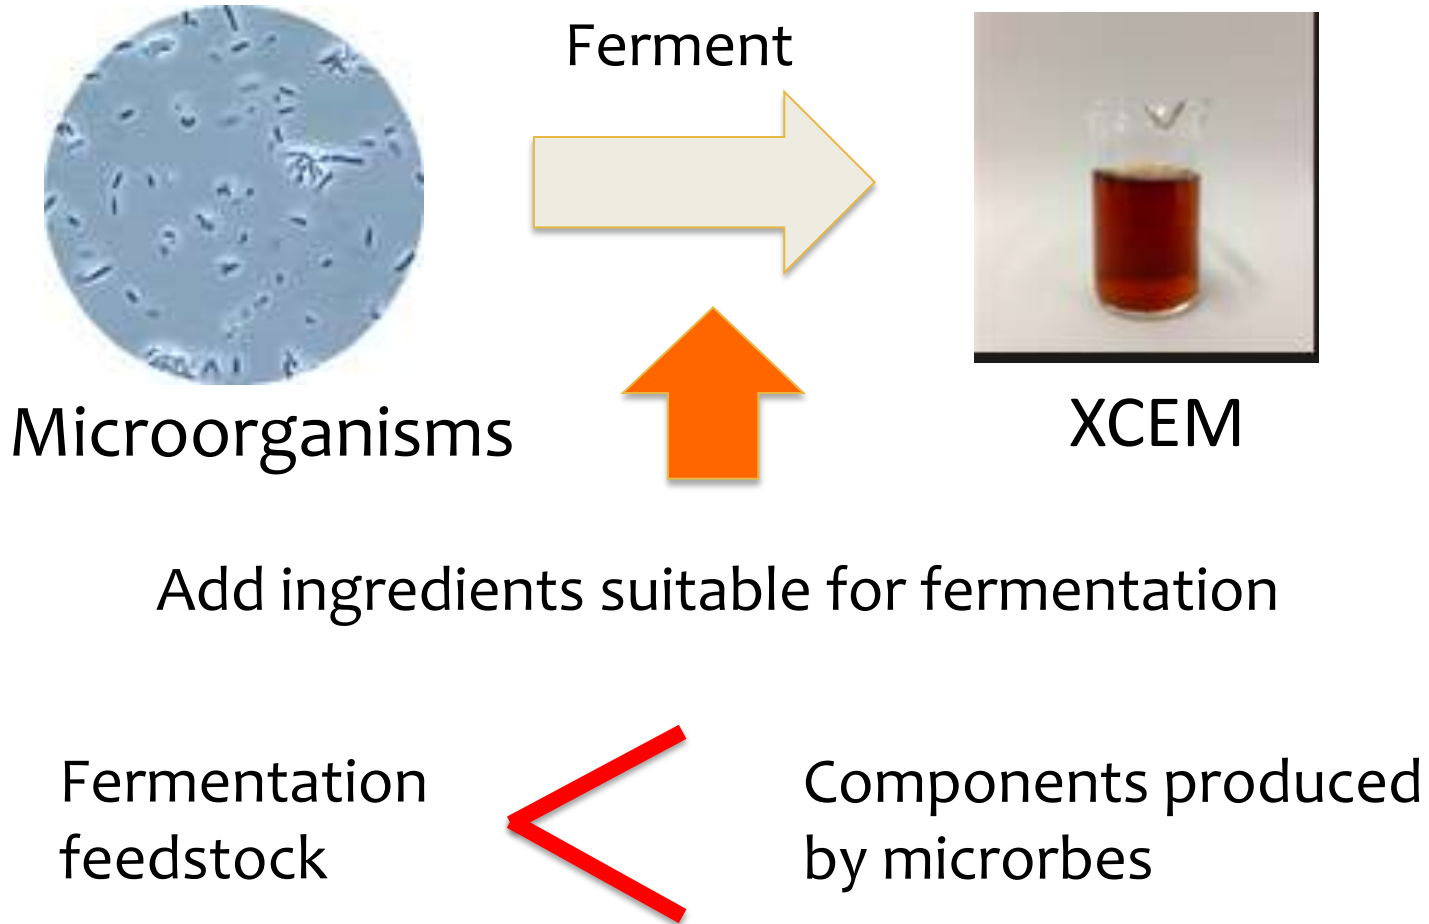 Ferment
Microorganisms
XCEM
Add ingredients suitable for fermentation
Fermentation
feedstock
Components produced
by microrbes